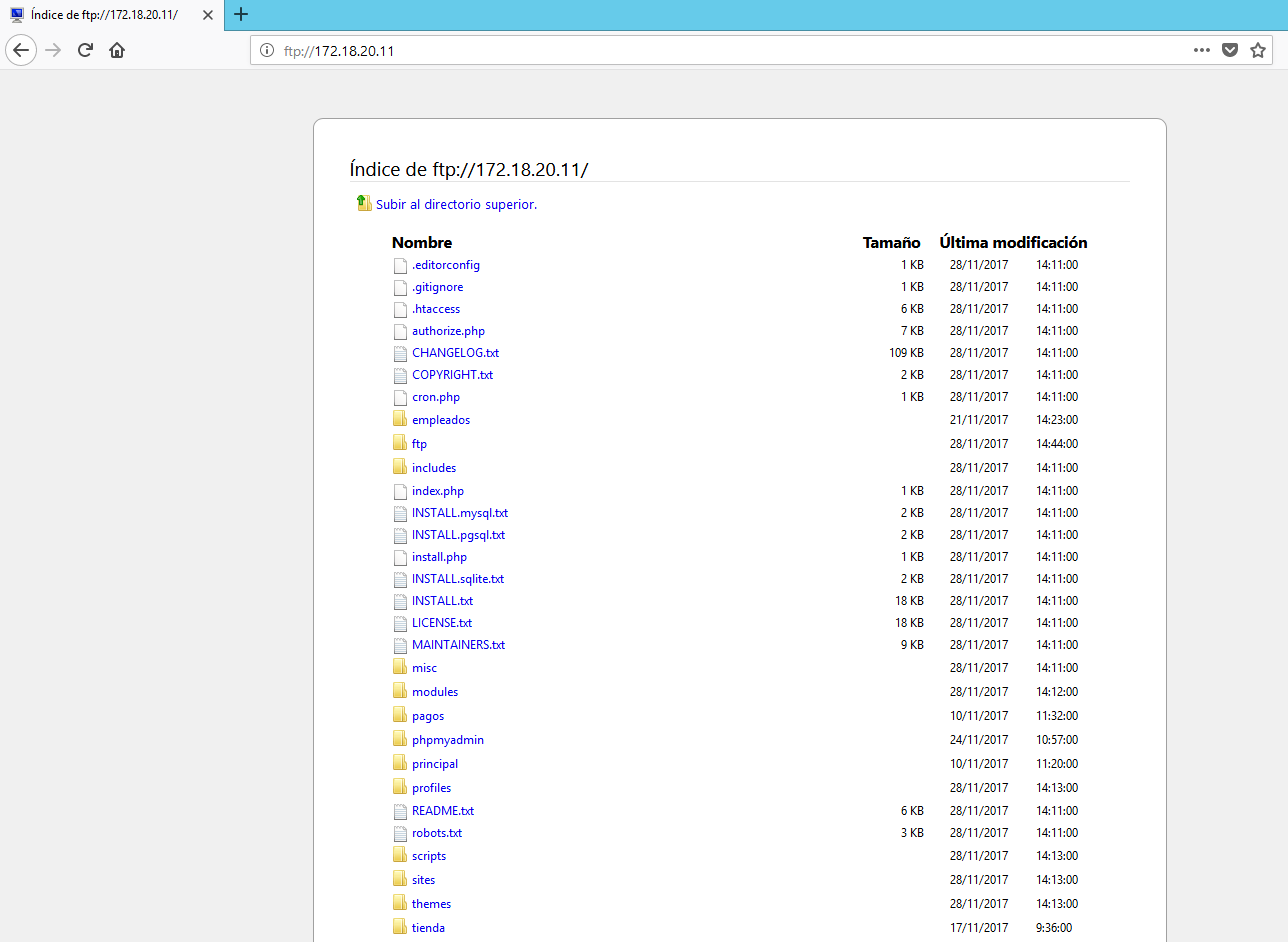 Índice de ftp://172.18.20.11/
ftp://172.18.20.11
Índice de ftp://172.18.20.11/
Subir al directorio superior.
Nombre Tamaño Última modificación
.editorconfig 1 KB 28/11/2017 14:11:00
.gitignore 1 KB 28/11/2017 14:11:00
.htaccess 6 KB 28/11/2017 14:11:00
authorize.php 7 KB 28/11/2017 14:11:00
CHANGELOG.txt 109 KB 28/11/2017 14:11:00
COPYRIGHT.txt 2 KB 28/11/2017 14:11:00
cron.php 1 KB 28/11/2017 14:11:00
empleados 21/11/2017 14:23:00
ftp 28/11/2017 14:44:00
includes 28/11/2017 14:11:00
index.php 1 KB 28/11/2017 14:11:00
INSTALL.mysql.txt 2 KB 28/11/2017 14:11:00
INSTALL.pgsql.txt 2 KB 28/11/2017 14:11:00
install.php 1 KB 28/11/2017 14:11:00
INSTALL.sqlite.txt 2 KB 28/11/2017 14:11:00
INSTALL.txt 18 KB 28/11/2017 14:11:00
LICENSE.txt 18 KB 28/11/2017 14:11:00
MAINTAINERS.txt 9 KB 28/11/2017 14:11:00
misc 28/11/2017 14:11:00
modules 28/11/2017 14:12:00
pagos 10/11/2017 11:32:00
phpmyadmin 24/11/2017 10:57:00
principal 10/11/2017 11:20:00
profiles 28/11/2017 14:13:00
README.txt 6 KB 28/11/2017 14:11:00
robots.txt 3 KB 28/11/2017 14:11:00
scripts 28/11/2017 14:13:00
sites 28/11/2017 14:13:00
themes 28/11/2017 14:13:00
tienda 17/11/2017 9:36:00